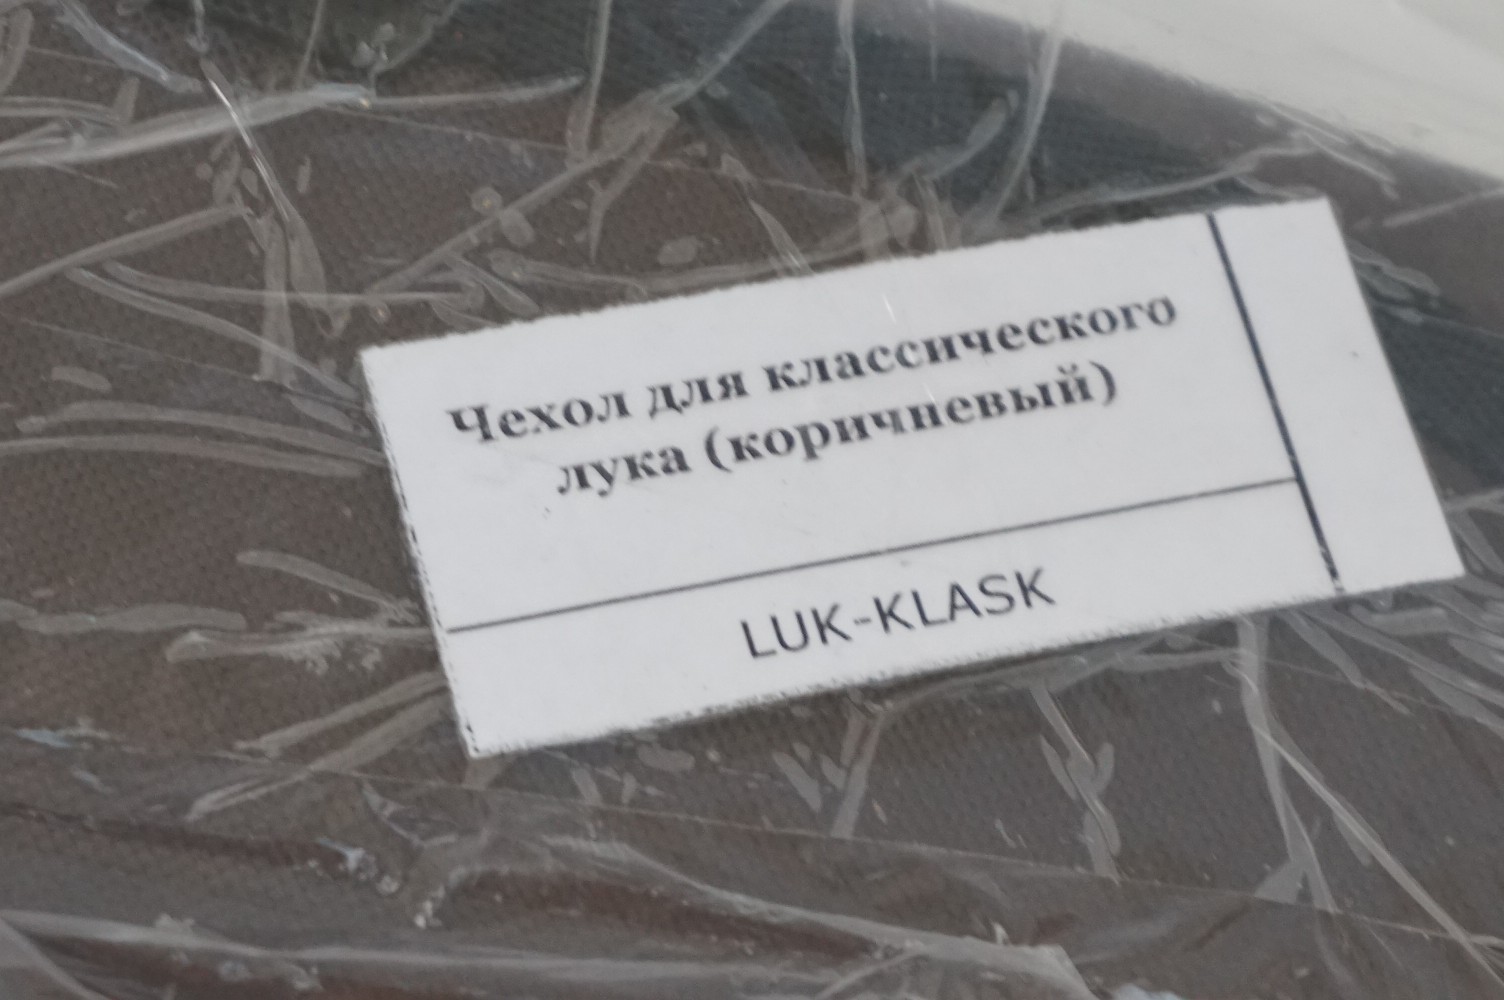 Чехол для классического
лука (коричневый)
LUK-KLASK